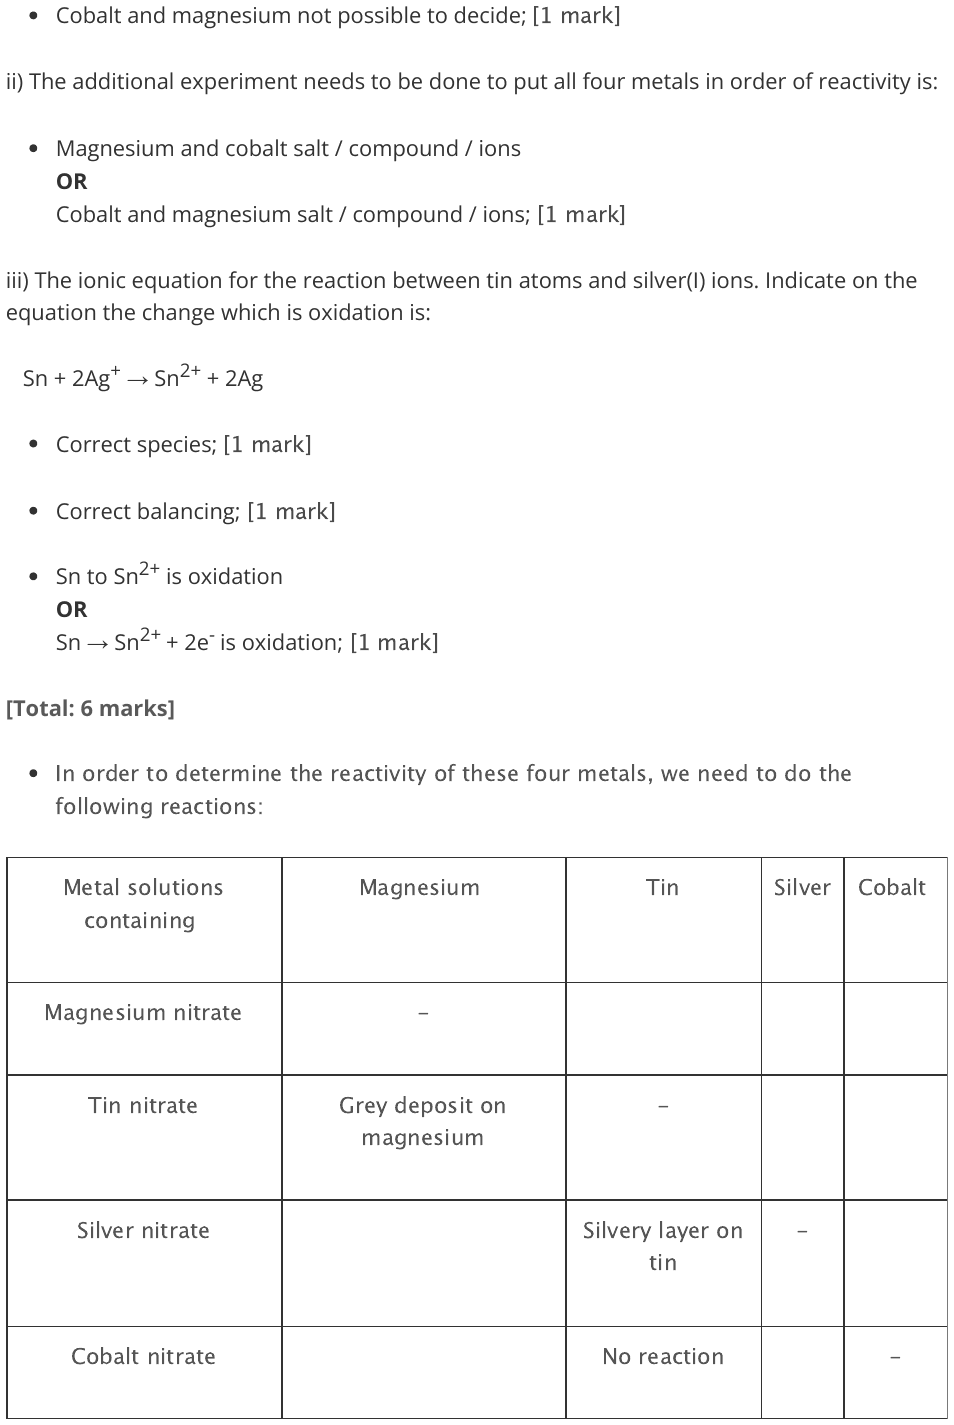 • Cobalt and magnesium not possible to decide; [1 mark]
ii) The additional experiment needs to be done to put all four metals in order of reactivity is:
• Magnesium and cobalt salt / compound / ions
OR
Cobalt and magnesium salt / compound / ions; [1 mark]
iii) The ionic equation for the reaction between tin atoms and silver(I) ions. Indicate on the
equation the change which is oxidation is:
Sn + 2Ag⁺ → Sn²⁺ + 2Ag
• Correct species; [1 mark]
• Correct balancing; [1 mark]
• Sn to Sn²⁺ is oxidation
OR
Sn → Sn²⁺ + 2e⁻ is oxidation; [1 mark]
[Total: 6 marks]
• In order to determine the reactivity of these four metals, we need to do the
following reactions:
Metal solutions
containing
Magnesium
Tin
Silver
Cobalt
Magnesium nitrate
–
Tin nitrate
Grey deposit on
magnesium
–
Silver nitrate
Silvery layer on
tin
–
Cobalt nitrate
No reaction
–